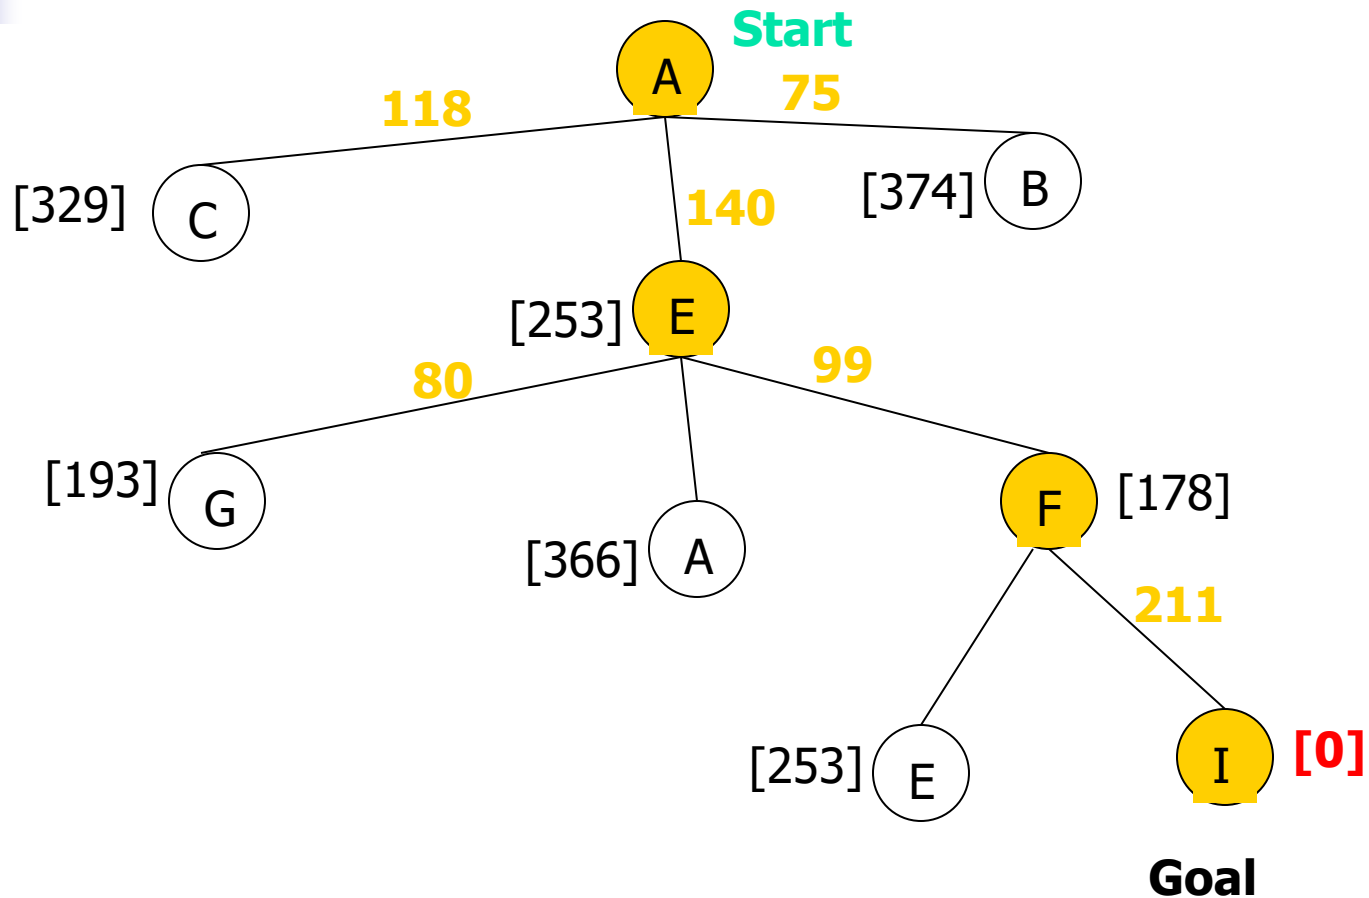 Start
A
75
118
[329]
C
140
[374]
B
[253]
E
80
99
[193]
G
[366]
A
F
[178]
211
[253]
E
I
[0]
Goal